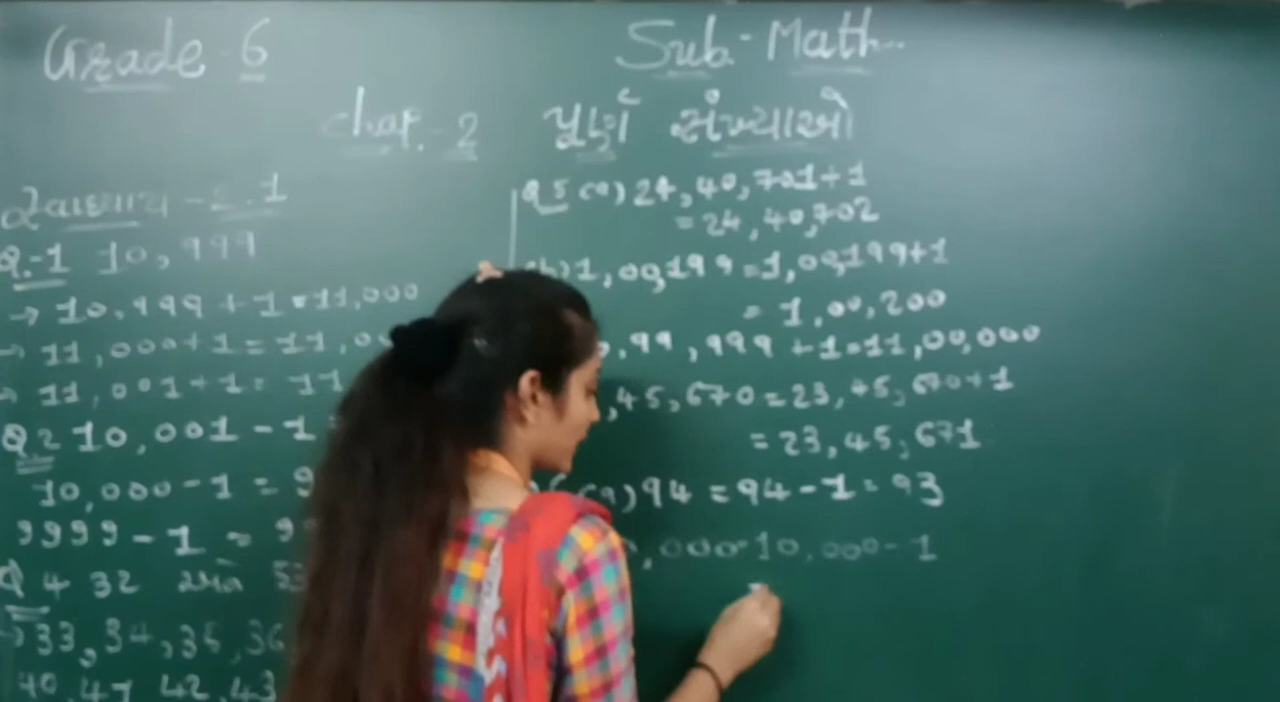 Grade - 6
Sub - Math
Chap. - 2 પૂર્ણ સંખ્યાઓ
સ્વાધ્યાય - 2.1
Q.-1 10,999
→ 10,999 + 1 = 11,000
→ 11,000 + 1 = 11,00
→ 11,001 + 1 = 11
Q.2 10,001 - 1
10,000 - 1 = 9
9999 - 1 = 99
Q 4 32 અને 53
→ 33, 34, 35, 36
40, 41 42, 43
Q 5 (a) 24,40,701 + 1
= 24,40,702
(b) 1,00,199 = 1,00,199 + 1
= 1,00,200
,99,999 + 1 = 11,00,000
,45,670 = 23,45,670 + 1
= 23,45,671
(a) 94 = 94 - 1 = 93
,000 = 10,000 - 1